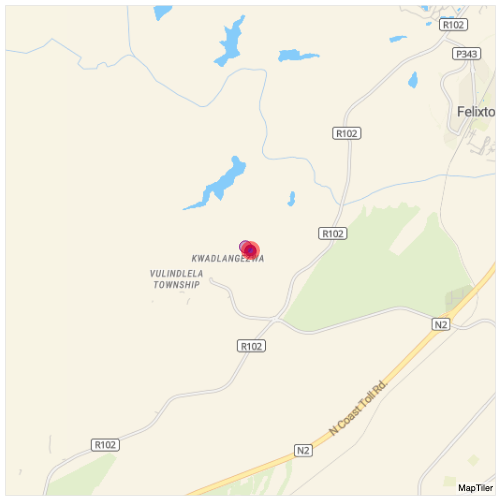 R102
P343
Felixto
R102
R102
KWADLANGEZWA
VULINDLELA
TOWNSHIP
N2
R102
N Coast Toll Rd.
R102
N2
MapTiler